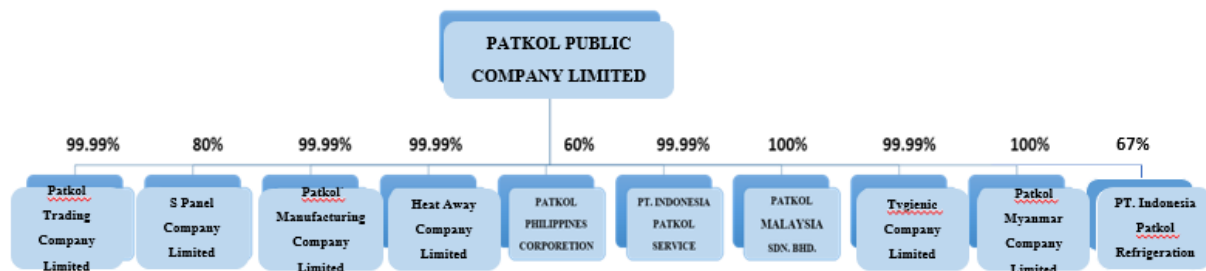 PATKOL PUBLIC
COMPANY LIMITED
99.99%
80%
99.99%
99.99%
60%
99.99%
100%
99.99%
100%
67%
Patkol
Trading
Company
Limited
S Panel
Company
Limited
Patkol
Manufacturing
Company
Limited
Heat Away
Company
Limited
PATKOL
PHILIPPINES
CORPORETION
PT. INDONESIA
PATKOL
SERVICE
PATKOL
MALAYSIA
SDN. BHD.
Tygienic
Company
Limited
Patkol
Myanmar
Company
Limited
PT. Indonesia
Patkol
Refrigeration